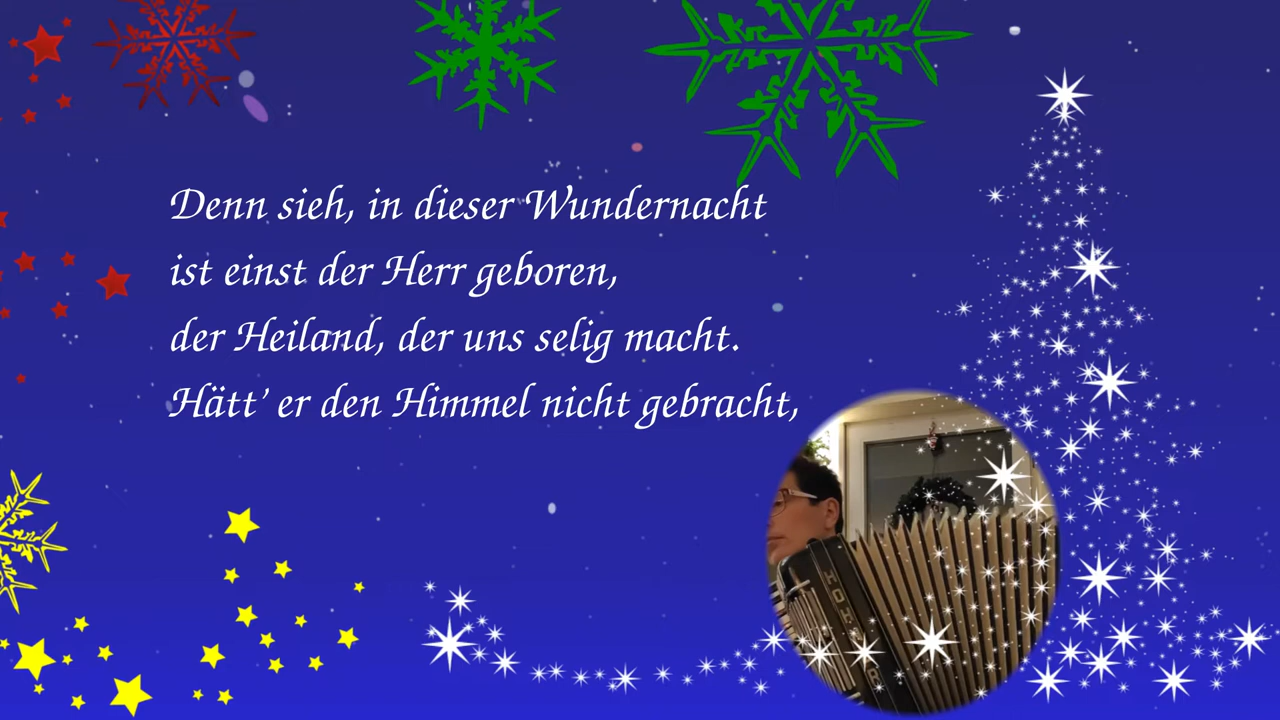 Denn sieh, in dieser Wundernacht
ist einst der Herr geboren,
der Heiland, der uns selig macht.
Hätt’ er den Himmel nicht gebracht,
HOHNER